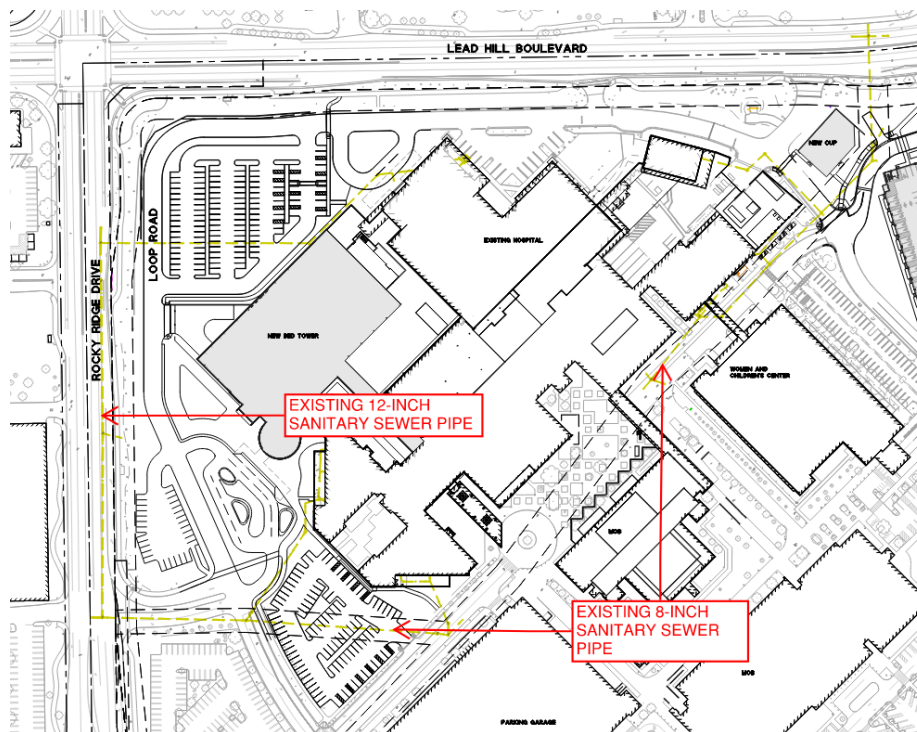 LEAD HILL BOULEVARD
NEW CUP
LOOP ROAD
EXISTING HOSPITAL
ROCKY RIDGE DRIVE
NEW BED TOWER
WOMEN AND
CHILDREN'S CENTER
EXISTING 12-INCH
SANITARY SEWER PIPE
MOB
EXISTING 8-INCH
SANITARY SEWER
PIPE
MOB
PARKING GARAGE